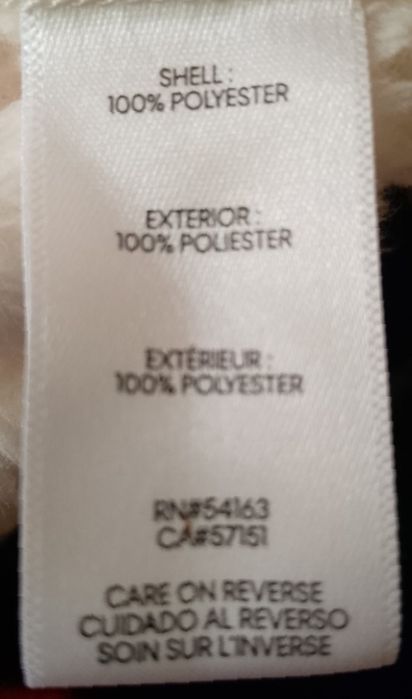 SHELL :
100% POLYESTER
EXTERIOR :
100% POLIESTER
EXTÉRIEUR :
100% POLYESTER
RN#54163
CA#57151
CARE ON REVERSE
CUIDADO AL REVERSO
SOIN SUR L'INVERSE